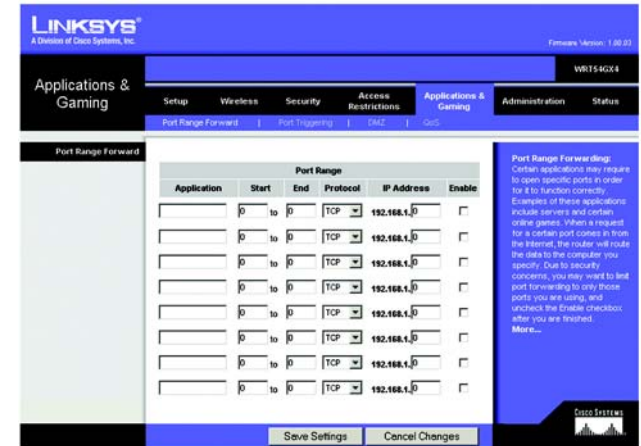 LINKSYS®
A Division of Cisco Systems, Inc.
Firmware Version: 1.00.03
WRT54GX4
Applications &
Gaming
Setup Wireless Security Access Restrictions Applications & Gaming Administration Status
Port Range Forward | Port Triggering | DMZ | QoS
Port Range Forward
Port Range
Application Start End Protocol IP Address Enable
0 to 0 TCP 192.168.1.0
0 to 0 TCP 192.168.1.0
0 to 0 TCP 192.168.1.0
0 to 0 TCP 192.168.1.0
0 to 0 TCP 192.168.1.0
0 to 0 TCP 192.168.1.0
0 to 0 TCP 192.168.1.0
0 to 0 TCP 192.168.1.0
Port Range Forwarding:
Certain applications may require
to open specific ports in order
for it to function correctly.
Examples of these applications
include servers and certain
online games. When a request
for a certain port comes in from
the Internet, the router will route
the data to the computer you
specify. Due to security
concerns, you may want to limit
port forwarding to only those
ports you are using, and
uncheck the Enable checkbox
after you are finished.
More...
Save Settings Cancel Changes
CISCO SYSTEMS